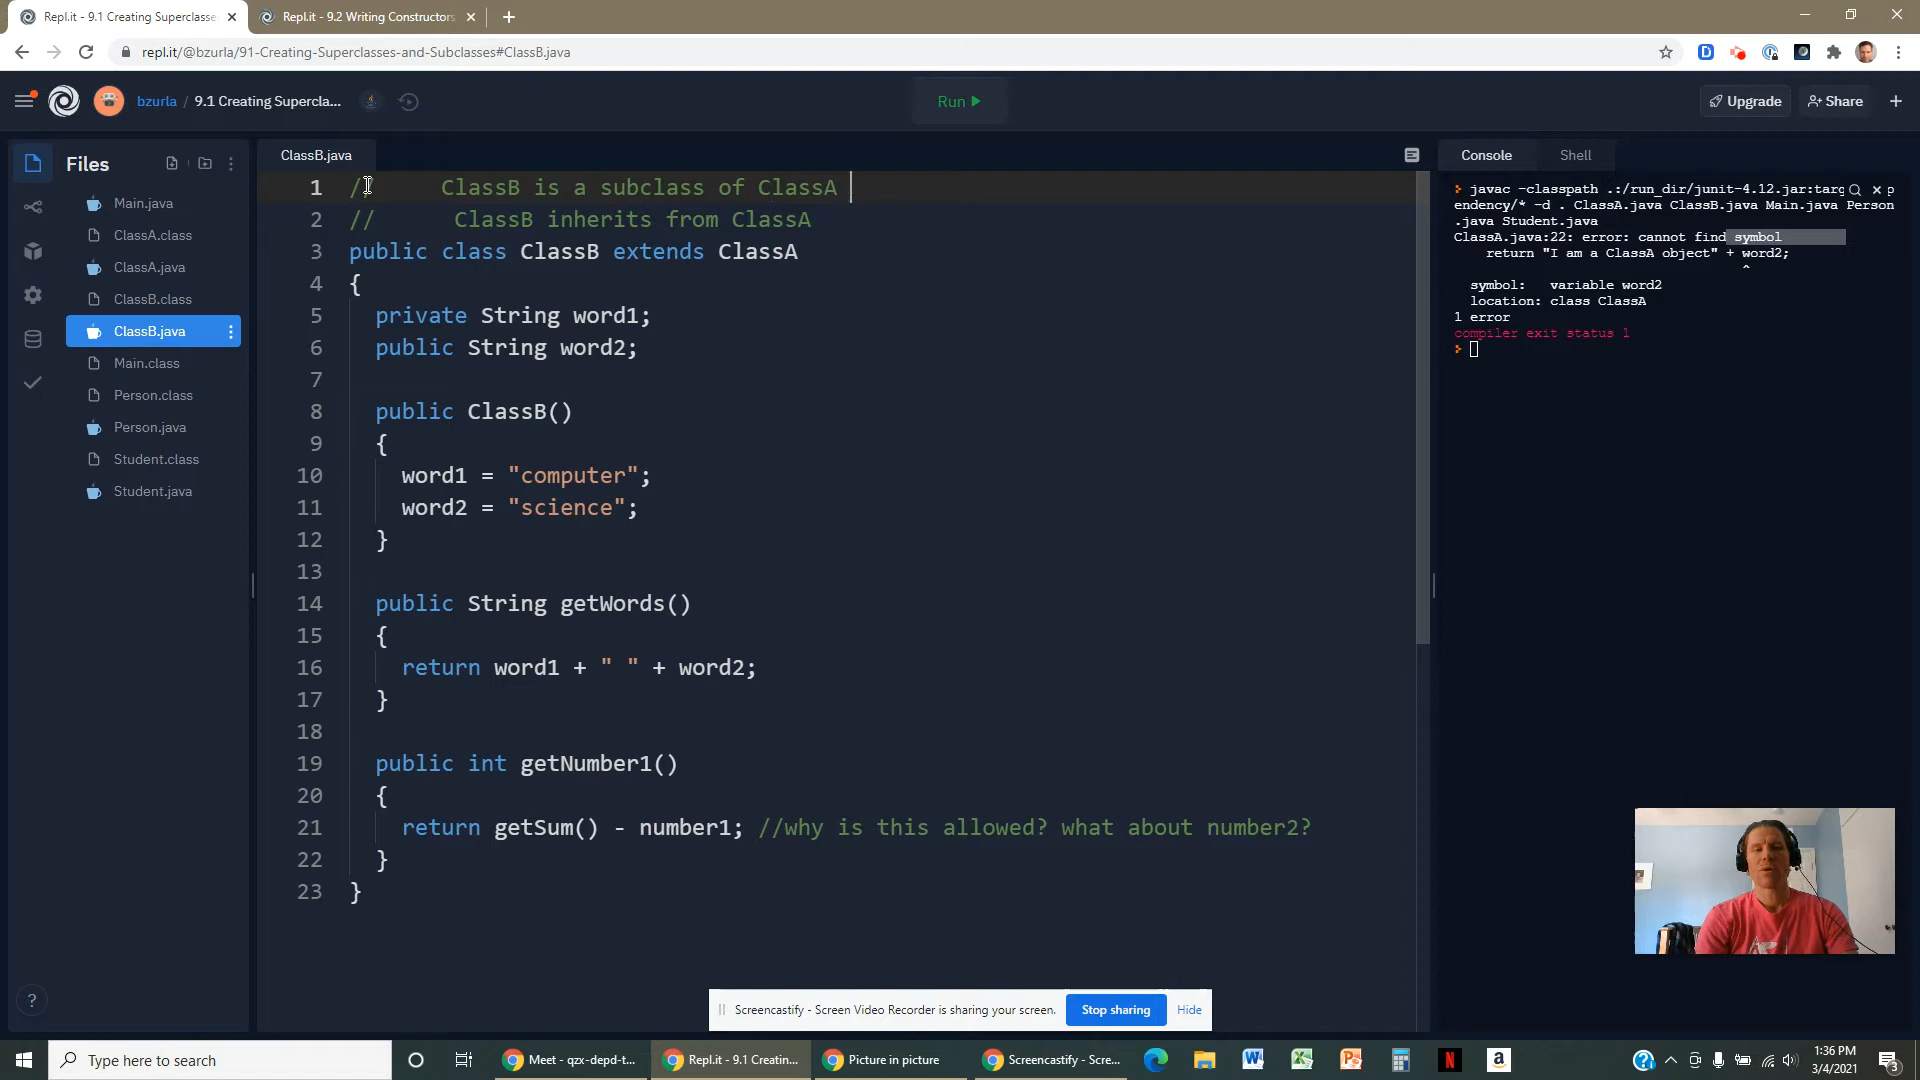 Repl.it - 9.1 Creating Superclasse
Repl.it - 9.2 Writing Constructors
repl.it/@bzurla/91-Creating-Superclasses-and-Subclasses#ClassB.java
bzurla / 9.1 Creating Supercla...
Run
Upgrade
Share
Files
Main.java
ClassA.class
ClassA.java
ClassB.class
ClassB.java
Main.class
Person.class
Person.java
Student.class
Student.java
ClassB.java
1 // ClassB is a subclass of ClassA
2 // ClassB inherits from ClassA
3 public class ClassB extends ClassA
4 {
5 private String word1;
6 public String word2;
7
8 public ClassB()
9 {
10 word1 = "computer";
11 word2 = "science";
12 }
13
14 public String getWords()
15 {
16 return word1 + " " + word2;
17 }
18
19 public int getNumber1()
20 {
21 return getSum() - number1; //why is this allowed? what about number2?
22 }
23 }
Console
Shell
javac -classpath .:/run_dir/junit-4.12.jar:targ p
endency/* -d . ClassA.java ClassB.java Main.java Person
.java Student.java
ClassA.java:22: error: cannot find symbol
return "I am a ClassA object" + word2;
^
symbol: variable word2
location: class ClassA
1 error
compiler exit status 1
?
Screencastify - Screen Video Recorder is sharing your screen.
Stop sharing
Hide
Type here to search
Meet - qzx-depd-t...
Repl.it - 9.1 Creatin...
Picture in picture
Screencastify - Scre...
1:36 PM
3/4/2021
3